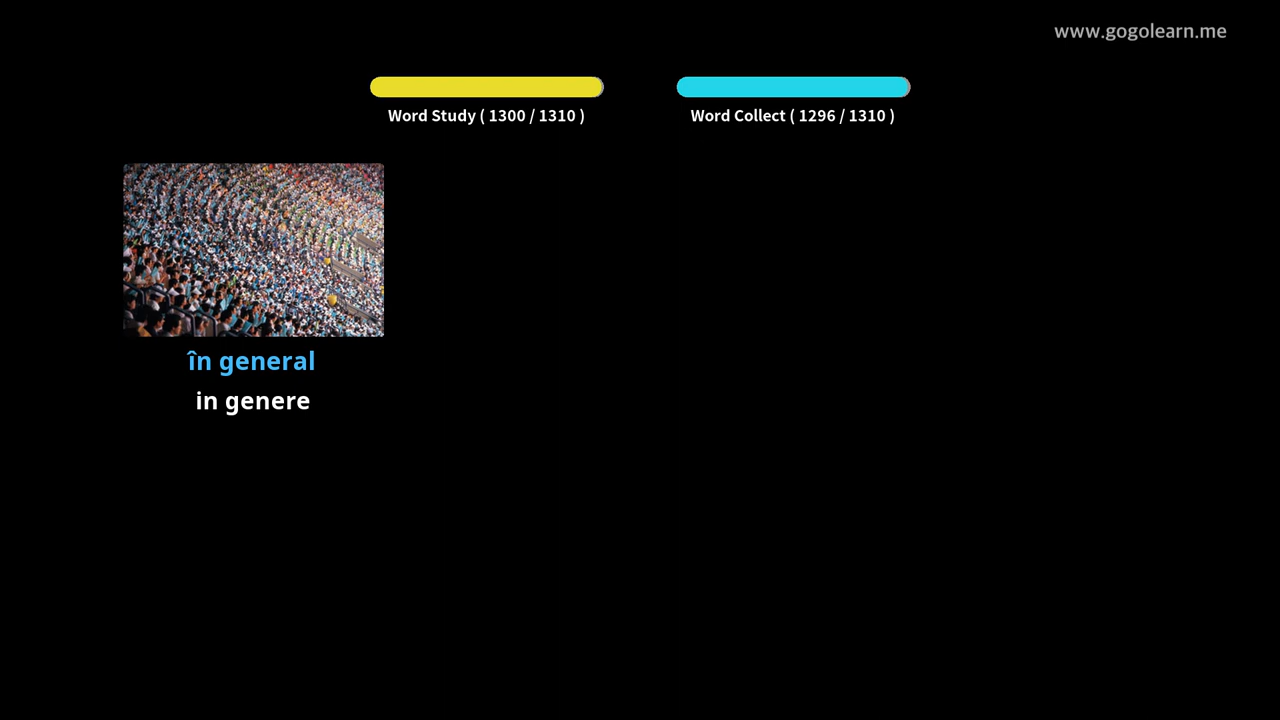 www.gogolearn.me
Word Study ( 1300 / 1310 )
Word Collect ( 1296 / 1310 )
în general
in genere